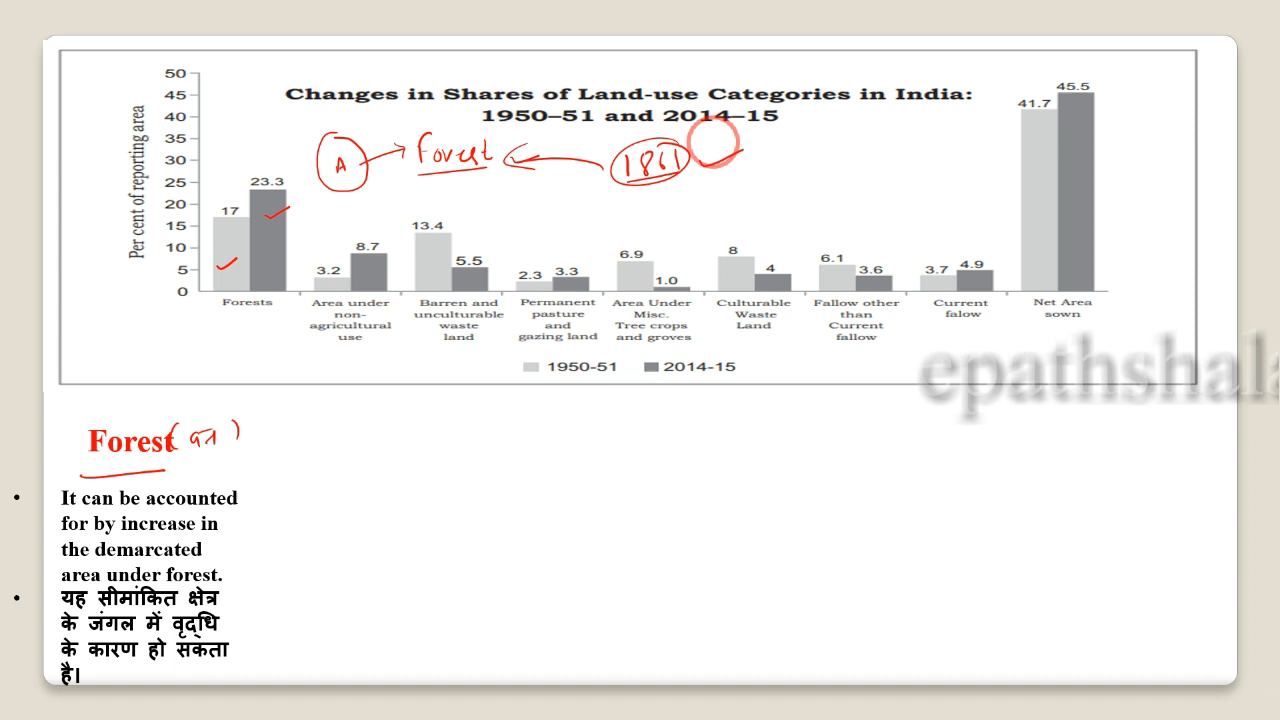 Changes in Shares of Land-use Categories in India:
1950–51 and 2014–15
Per cent of reporting area
50
45
40
35
30
25
20
15
10
5
0
17 23.3
3.2 8.7
13.4 5.5
2.3 3.3
6.9 1.0
8 4
6.1 3.6
3.7 4.9
41.7 45.5
A Forest 1861
Forests
Area under
non-
agricultural
use
Barren and
unculturable
waste
land
Permanent
pasture
and
gazing land
Area Under
Misc.
Tree crops
and groves
Culturable
Waste
Land
Fallow other
than
Current
fallow
Current
falow
Net Area
sown
1950-51 2014-15
epathshala
Forest (वन)
• It can be accounted
for by increase in
the demarcated
area under forest.
• यह सीमांकित क्षेत्र
के जंगल में वृद्धि
के कारण हो सकता
है।